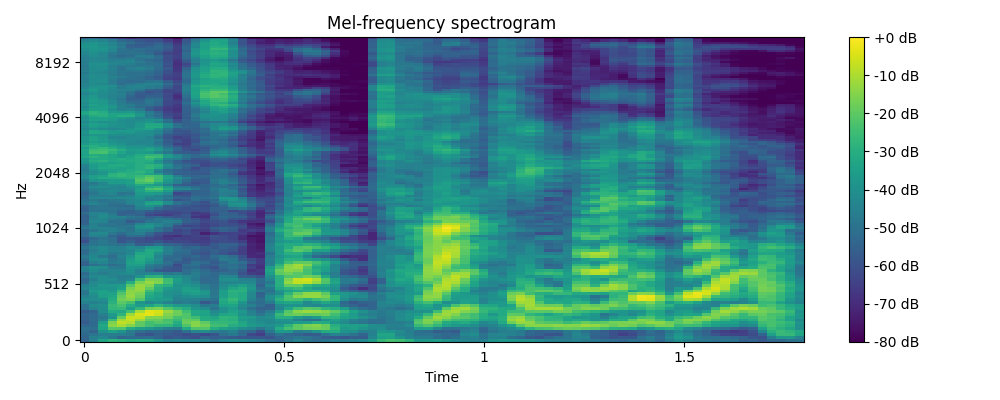 Mel-frequency spectrogram
Hz
8192
4096
2048
1024
512
0
0
0.5
1
1.5
Time
+0 dB
-10 dB
-20 dB
-30 dB
-40 dB
-50 dB
-60 dB
-70 dB
-80 dB